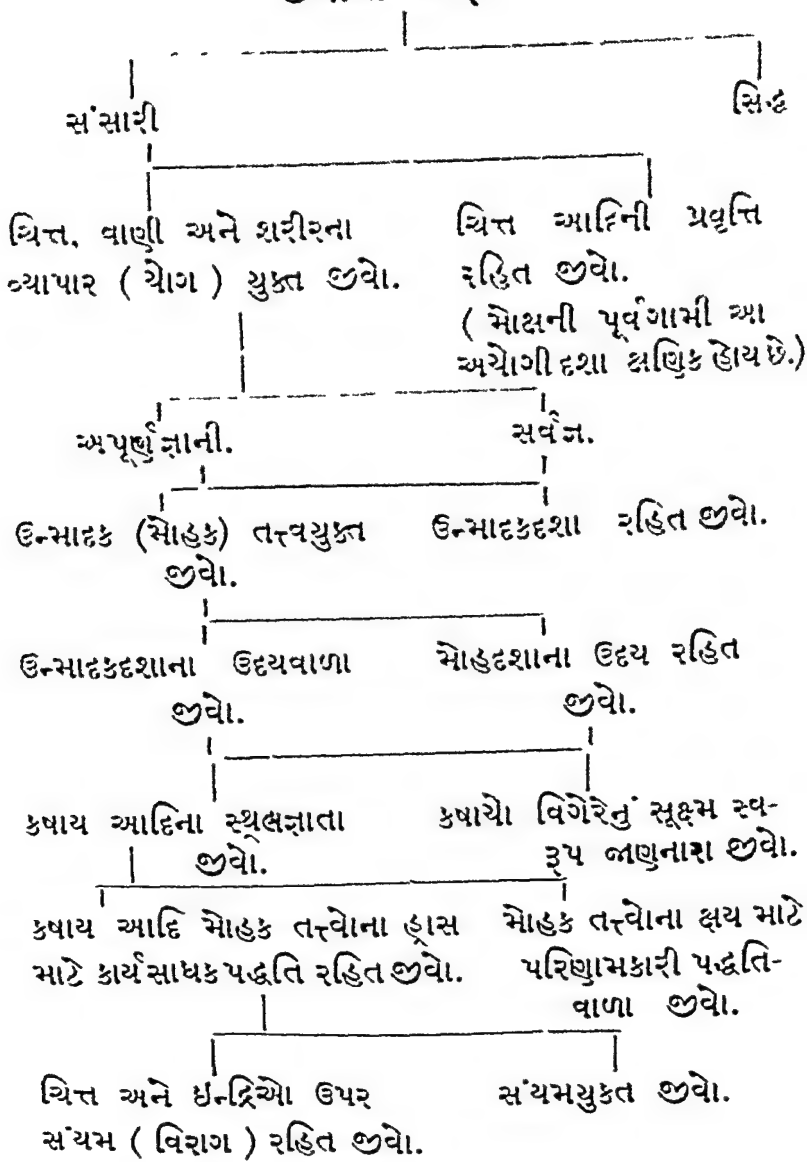 સંસારી
સિદ્ધ
ચિત્ત, વાણી અને શરીરના
વ્યાપાર ( યોગ ) યુક્ત જીવો.
ચિત્ત આદિની પ્રવૃત્તિ
રહિત જીવો.
( મોક્ષની પૂર્વગામી આ
અયોગી દશા ક્ષણિક હોય છે.)
અપૂર્ણજ્ઞાની.
સર્વજ્ઞ.
ઉન્માદક (મોહક) તત્ત્વયુક્ત
જીવો.
ઉન્માદકદશા રહિત જીવો.
ઉન્માદકદશાના ઉદયવાળા
જીવો.
મોહદશાના ઉદય રહિત
જીવો.
કષાય આદિના સ્થૂલજ્ઞાતા
જીવો.
કષાયો વિગેરેનું સૂક્ષ્મ સ્વ-
રૂપ જાણનારા જીવો.
કષાય આદિ મોહક તત્ત્વોના હ્રાસ
માટે કાર્યસાધક પદ્ધતિ રહિત જીવો.
મોહક તત્ત્વોના ક્ષય માટે
પરિણામકારી પદ્ધતિ-
વાળા જીવો.
ચિત્ત અને ઇન્દ્રિઓ ઉપર
સંયમ ( વિરાગ ) રહિત જીવો.
સંયમયુકત જીવો.